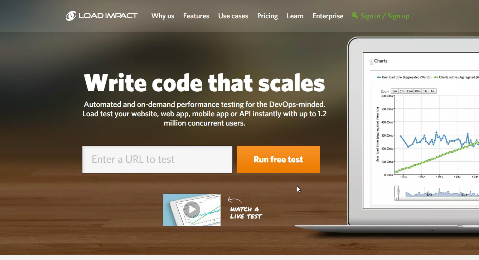 LOAD IMPACT
Why us Features Use cases Pricing Learn Enterprise Sign in / Sign up
Write code that scales
Automated and on-demand performance testing for the DevOps-minded.
Load test your website, web app, mobile app or API instantly with up to 1.2
million concurrent users.
Enter a URL to test
Run free test
WATCH A
LIVE TEST
Charts
Zoom